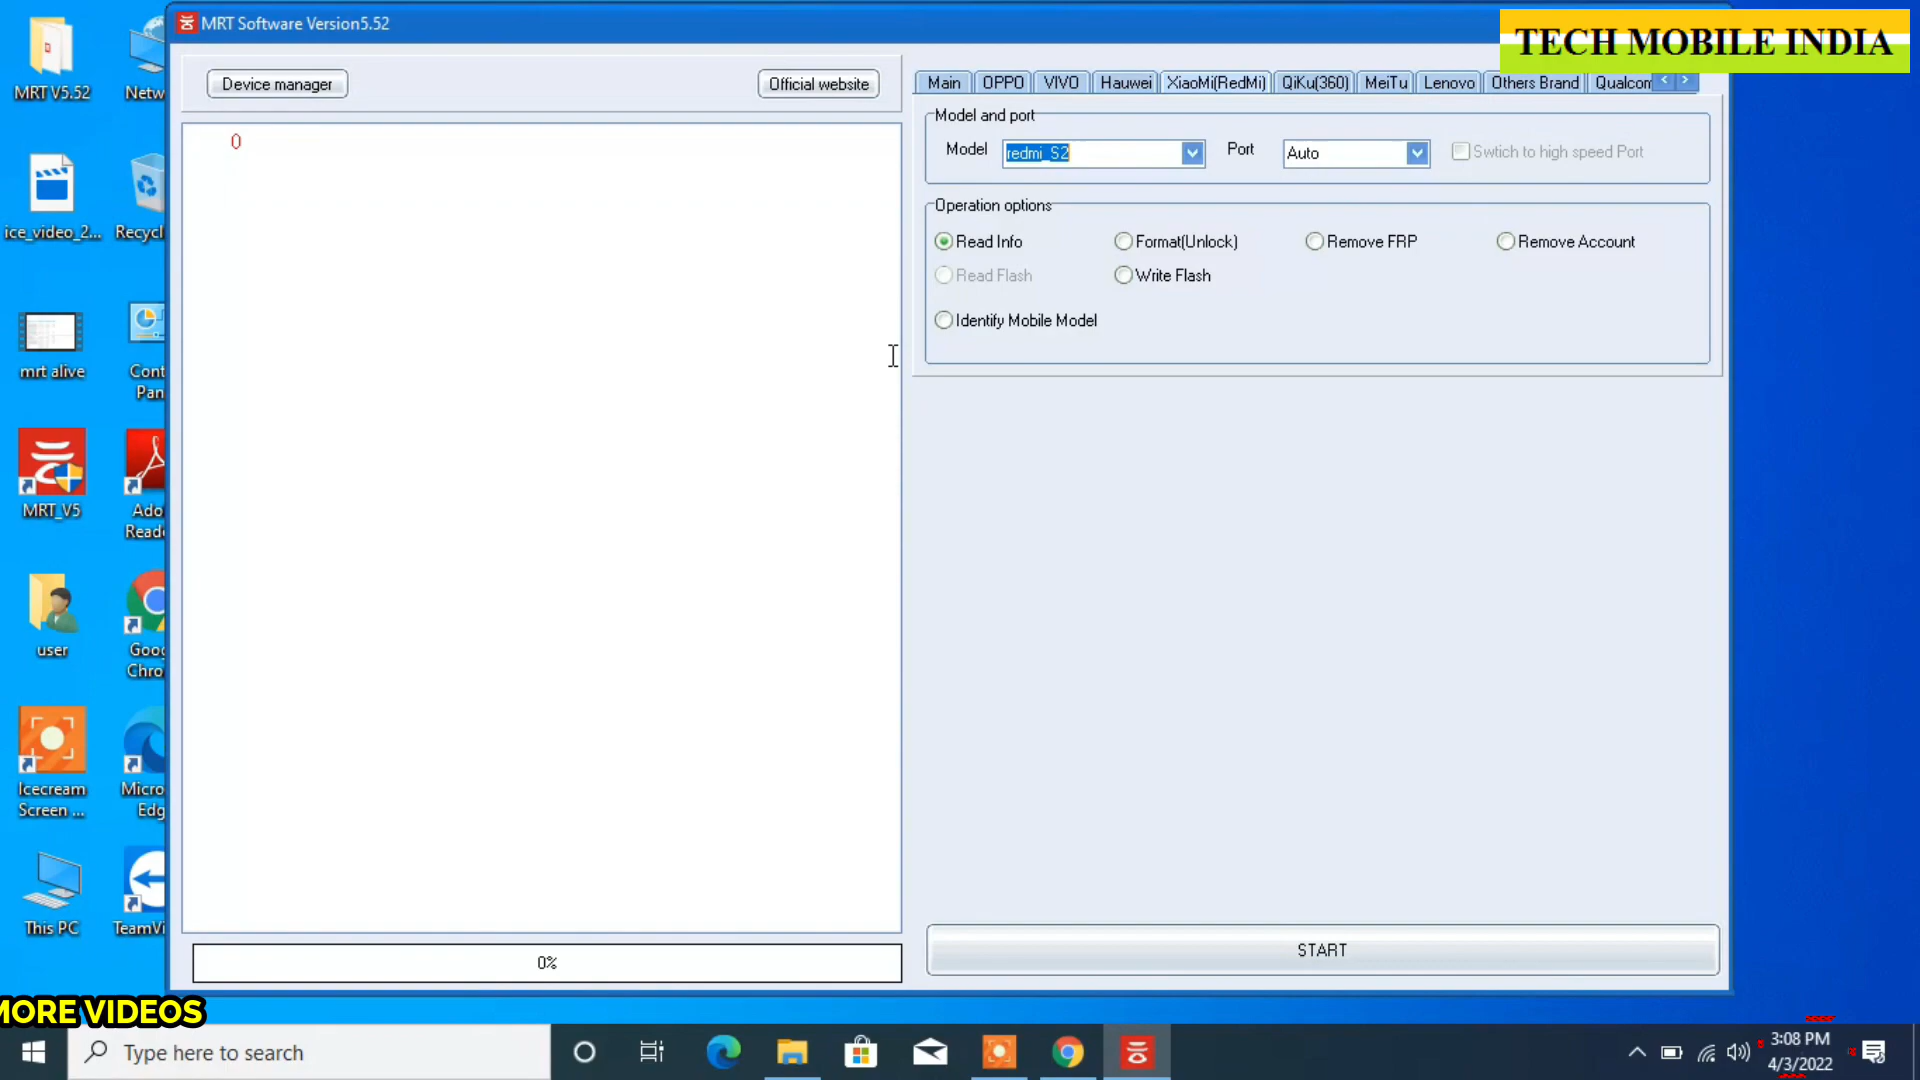 MRT Software Version5.52
TECH MOBILE INDIA
Device manager
Official website
0
0%
Main
OPPO
VIVO
Hauwei
XiaoMi(RedMi)
QiKu(360)
MeiTu
Lenovo
Others Brand
Qualcon
Model and port
Model
redmi_S2
Port
Auto
Swtich to high speed Port
Operation options
Read Info
Format(Unlock)
Remove FRP
Remove Account
Read Flash
Write Flash
Identify Mobile Model
START
MRT V5.52
Netw
ice_video_2...
Recycl
mrt alive
Cont
Pan
MRT_V5
Ado
Reade
user
Goog
Chro
Icecream
Screen ...
Micro
Edg
This PC
TeamVi
MORE VIDEOS
Type here to search
3:08 PM
4/3/2022